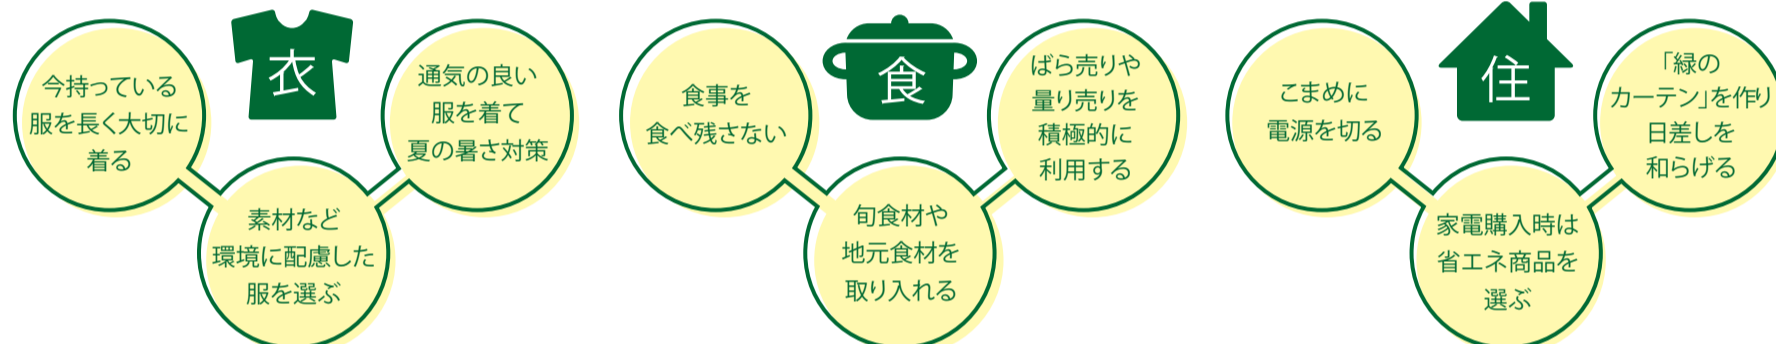 衣
今持っている
服を長く大切に
着る
素材など
環境に配慮した
服を選ぶ
通気の良い
服を着て
夏の暑さ対策
食
食事を
食べ残さない
旬食材や
地元食材を
取り入れる
ばら売りや
量り売りを
積極的に
利用する
住
こまめに
電源を切る
家電購入時は
省エネ商品を
選ぶ
「緑の
カーテン」を作り
日差しを
和らげる